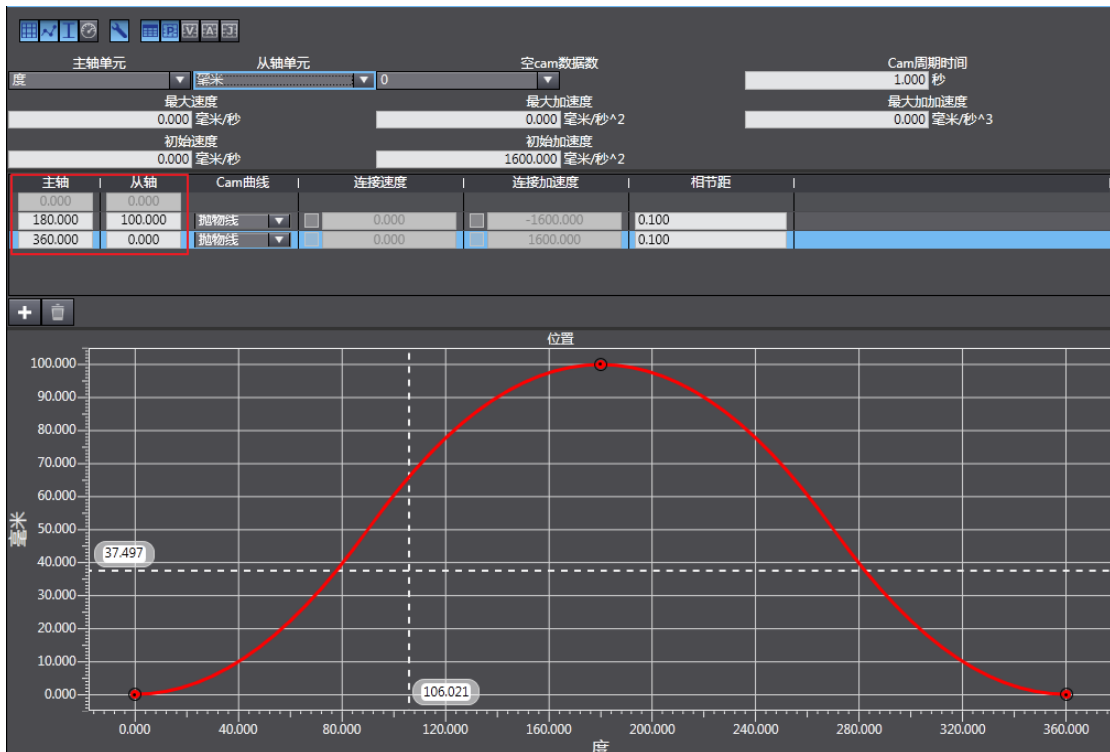 P V A J
主轴单元 从轴单元 空cam数据数 Cam周期时间
度 毫米 0 1.000 秒
最大速度 最大加速度 最大加加速度
0.000 毫米/秒 0.000 毫米/秒^2 0.000 毫米/秒^3
初始速度 初始加速度
0.000 毫米/秒 1600.000 毫米/秒^2
主轴 从轴 Cam曲线 连接速度 连接加速度 相节距
0.000 0.000
180.000 100.000 抛物线 0.000 -1600.000 0.100
360.000 0.000 抛物线 0.000 1600.000 0.100
位置
100.000
90.000
80.000
70.000
60.000
50.000
40.000
30.000
20.000
10.000
0.000
毫米
37.497
106.021
0.000 40.000 80.000 120.000 160.000 200.000 240.000 280.000 320.000 360.000
度